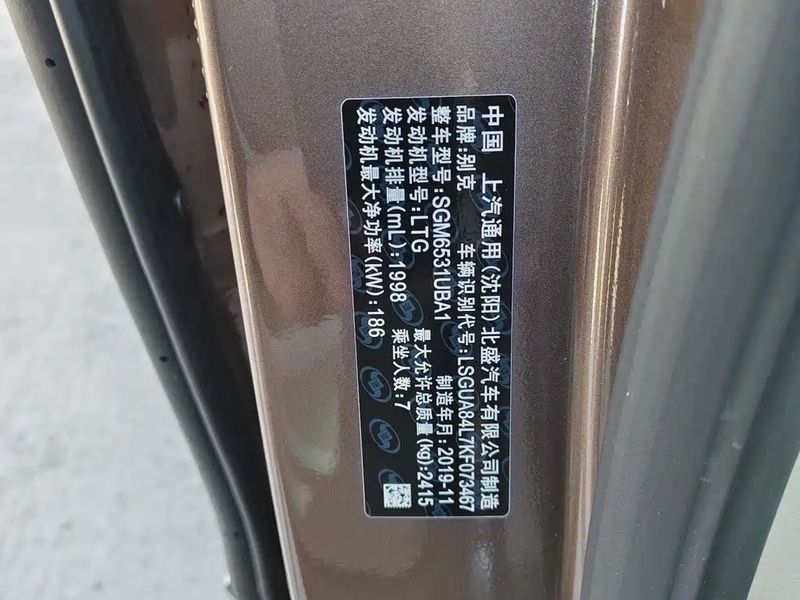 中国 上汽通用(沈阳)北盛汽车有限公司制造
品牌:别克 车辆识别代号:LSGUA84L7KF073467
整车型号:SGM6531UBA1 制造年月:2019-11
发动机型号:LTG 最大允许总质量(kg):2415
发动机排量(mL):1998 乘坐人数:7
发动机最大净功率(kW):186